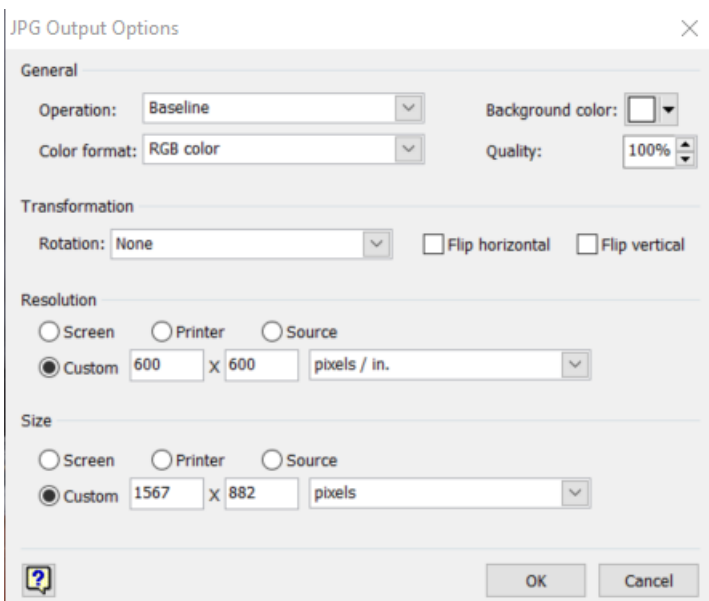 JPG Output Options
General
Operation: Baseline Background color:
Color format: RGB color Quality: 100%
Transformation
Rotation: None Flip horizontal Flip vertical
Resolution
Screen Printer Source
Custom 600 x 600 pixels / in.
Size
Screen Printer Source
Custom 1567 x 882 pixels
? OK Cancel